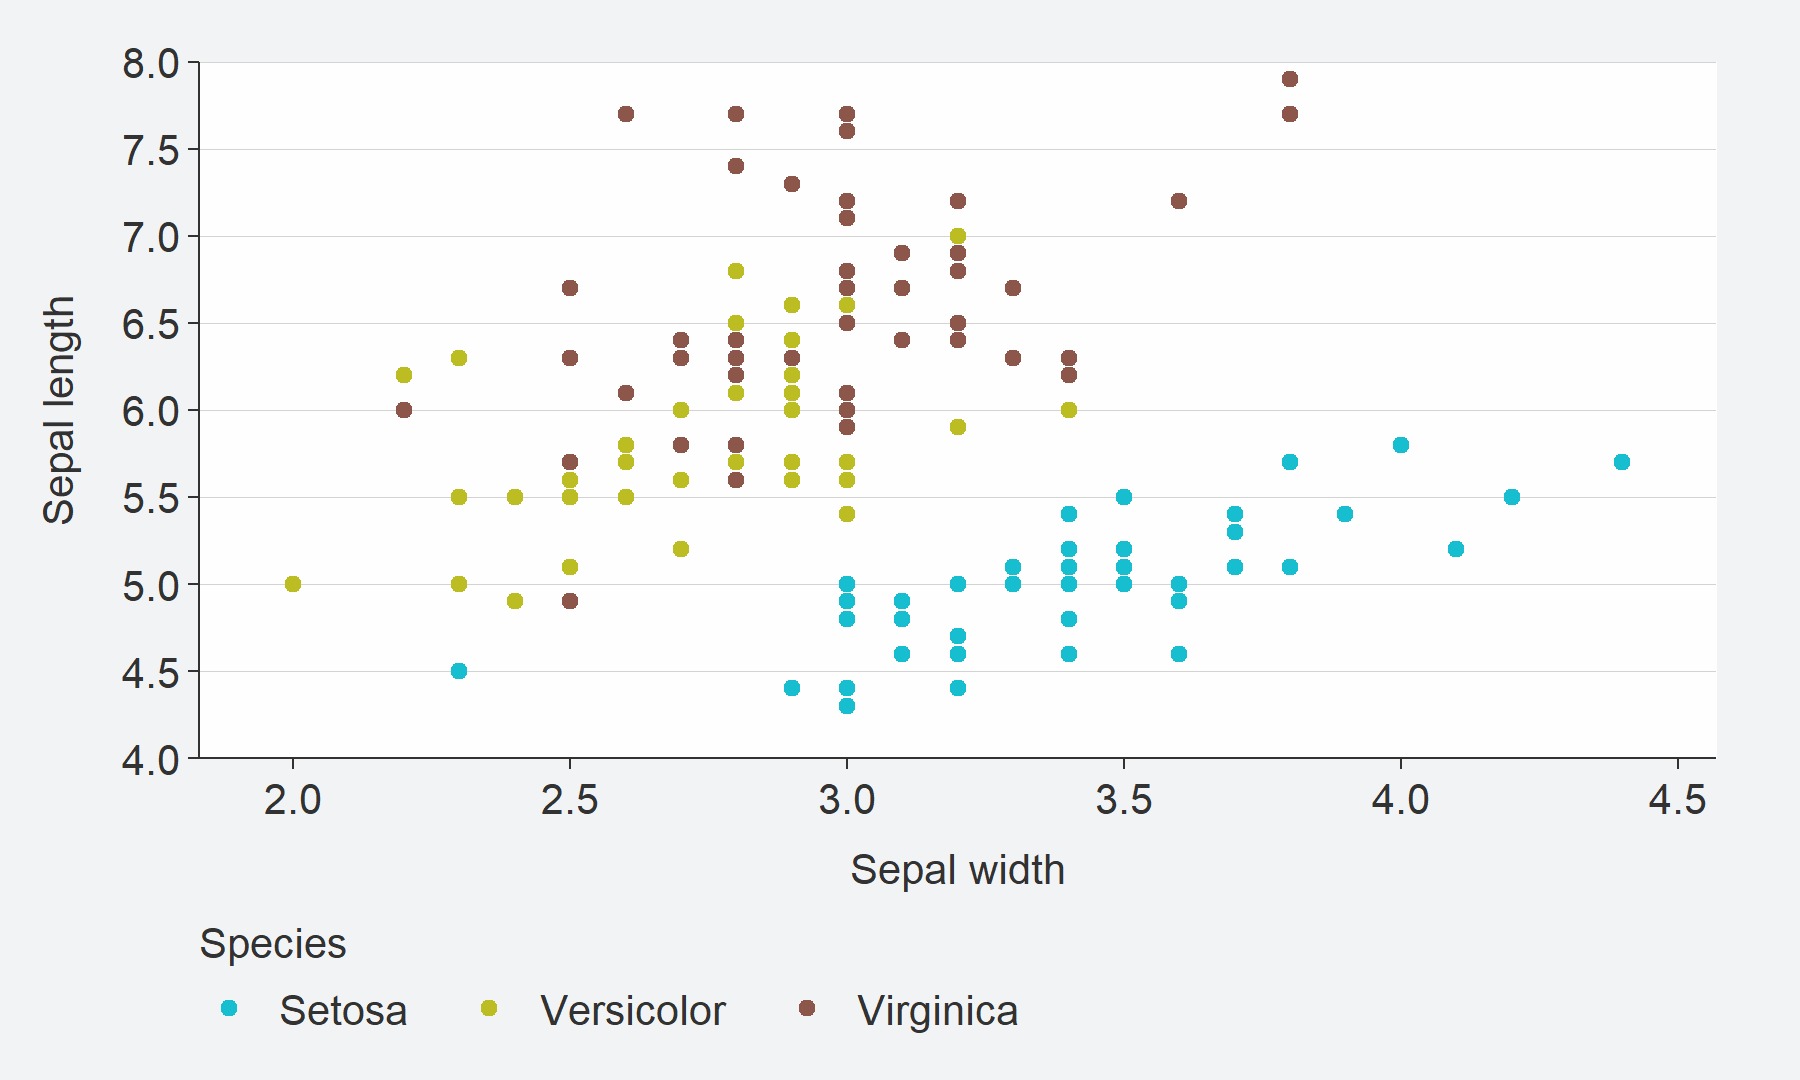 8.0
7.5
7.0
6.5
6.0
5.5
5.0
4.5
4.0
Sepal length
2.0 2.5 3.0 3.5 4.0 4.5
Sepal width
Species
Setosa Versicolor Virginica